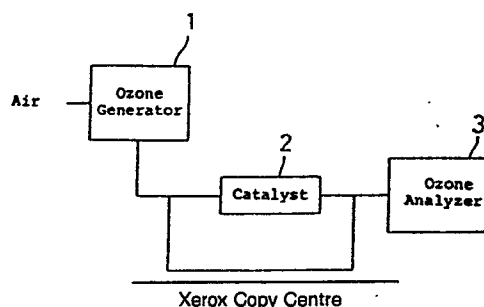 1
Air
Ozone
Generator
2
Catalyst
3
Ozone
Analyzer
Xerox Copy Centre